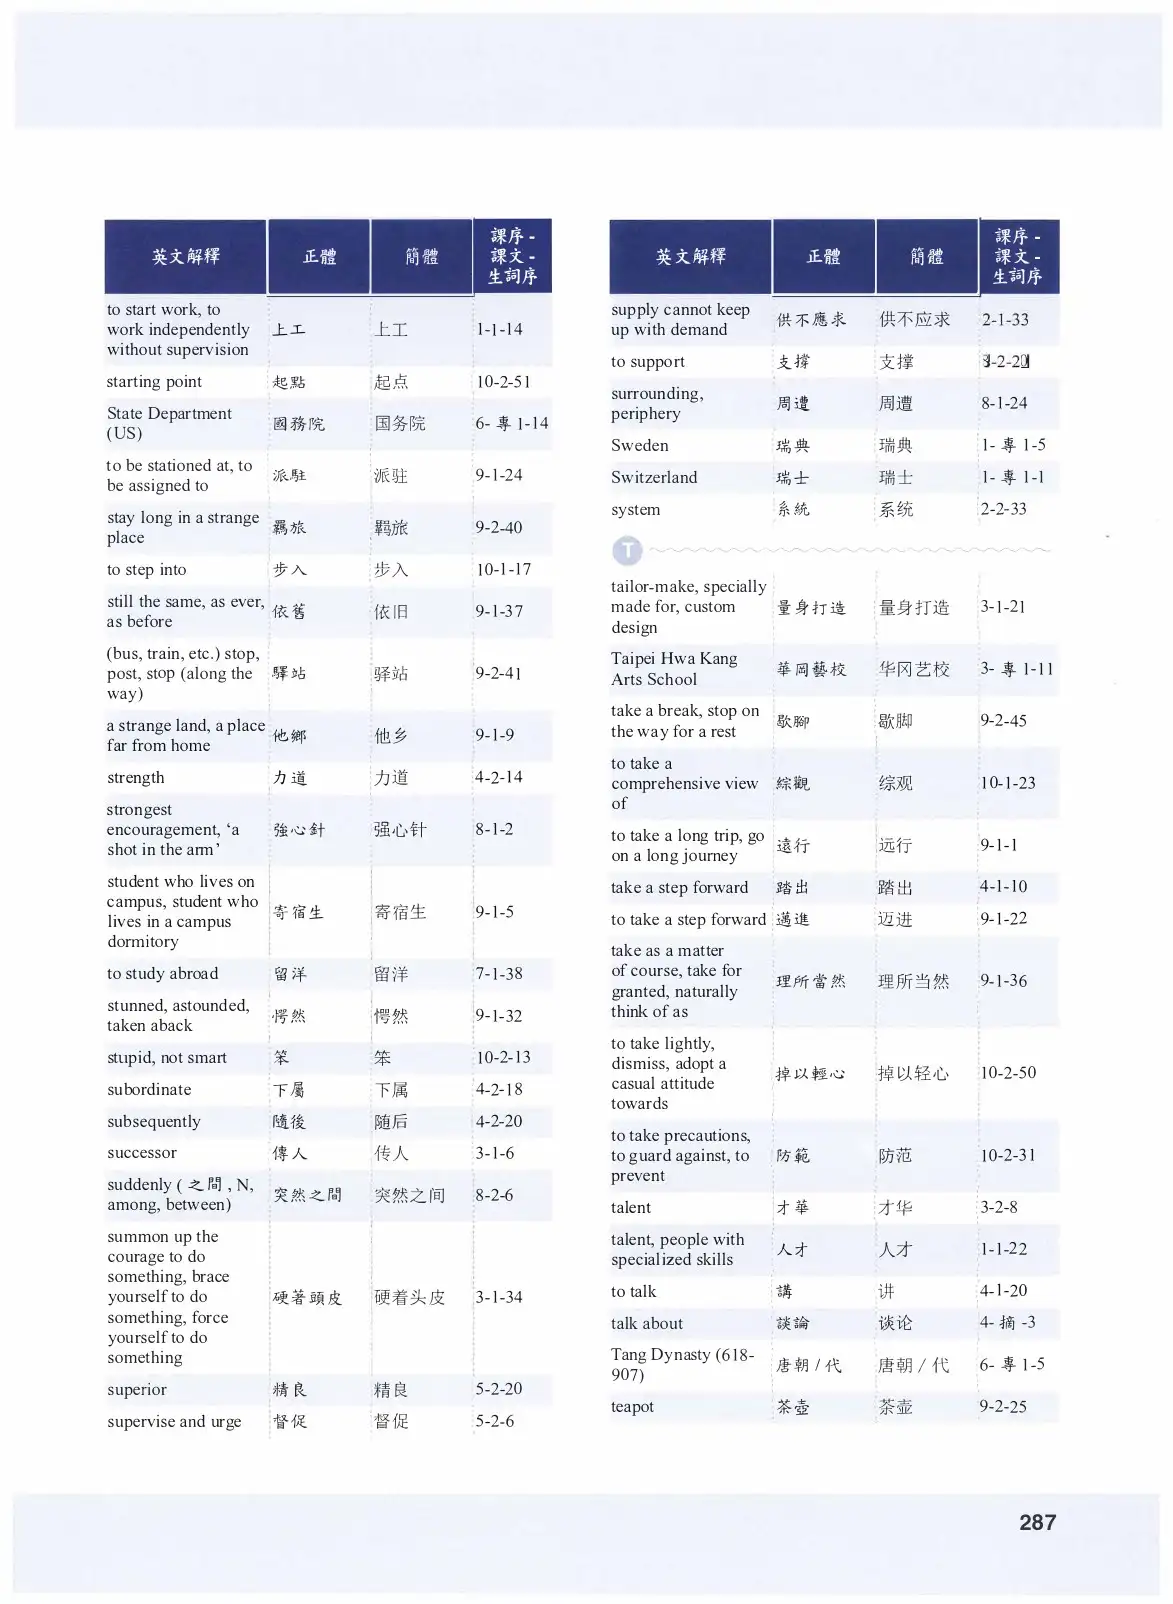 英文解釋 正體 簡體 課序-
課文-
生詞序
to start work, to
work independently 上工 上工 1-1-14
without supervision
starting point 起點 起点 10-2-51
State Department
(US) 國務院 国务院 6- 專 1-14
to be stationed at, to
be assigned to 派駐 派驻 9-1-24
stay long in a strange
place 羈旅 羁旅 9-2-40
to step into 步入 步入 10-1-17
still the same, as ever,
as before 依舊 依旧 9-1-37
(bus, train, etc.) stop,
post, stop (along the 驛站 驿站 9-2-41
way)
a strange land, a place
far from home 他鄉 他乡 9-1-9
strength 力道 力道 4-2-14
strongest
encouragement, ‘a 強心針 强心针 8-1-2
shot in the arm’
student who lives on
campus, student who
lives in a campus 寄宿生 寄宿生 9-1-5
dormitory
to study abroad 留洋 留洋 7-1-38
stunned, astounded,
taken aback 愕然 愕然 9-1-32
stupid, not smart 笨 笨 10-2-13
subordinate 下屬 下属 4-2-18
subsequently 隨後 随后 4-2-20
successor 傳人 传人 3-1-6
suddenly ( 之間 , N,
among, between) 突然之間 突然之间 8-2-6
summon up the
courage to do
something, brace
yourself to do 硬著頭皮 硬着头皮 3-1-34
something, force
yourself to do
something
superior 精良 精良 5-2-20
supervise and urge 督促 督促 5-2-6
英文解釋 正體 簡體 課序-
課文-
生詞序
supply cannot keep
up with demand 供不應求 供不应求 2-1-33
to support 支撐 支撑
surrounding,
periphery 周遭 周遭 8-1-24
Sweden 瑞典 瑞典 1- 專 1-5
Switzerland 瑞士 瑞士 1- 專 1-1
system 系統 系统 2-2-33
T
tailor-make, specially
made for, custom 量身打造 量身打造 3-1-21
design
Taipei Hwa Kang
Arts School 華岡藝校 华冈艺校 3- 專 1-11
take a break, stop on
the way for a rest 歇腳 歇脚 9-2-45
to take a
comprehensive view 綜觀 综观 10-1-23
of
to take a long trip, go
on a long journey 遠行 远行 9-1-1
take a step forward 踏出 踏出 4-1-10
to take a step forward 邁進 迈进 9-1-22
take as a matter
of course, take for
granted, naturally 理所當然 理所当然 9-1-36
think of as
to take lightly,
dismiss, adopt a
casual attitude 掉以輕心 掉以轻心 10-2-50
towards
to take precautions,
to guard against, to 防範 防范 10-2-31
prevent
talent 才華 才华 3-2-8
talent, people with
specialized skills 人才 人才 1-1-22
to talk 講 讲 4-1-20
talk about 談論 谈论 4- 摘 -3
Tang Dynasty (618-
907) 唐朝 / 代 唐朝 / 代 6- 專 1-5
teapot 茶壺 茶壶 9-2-25
287